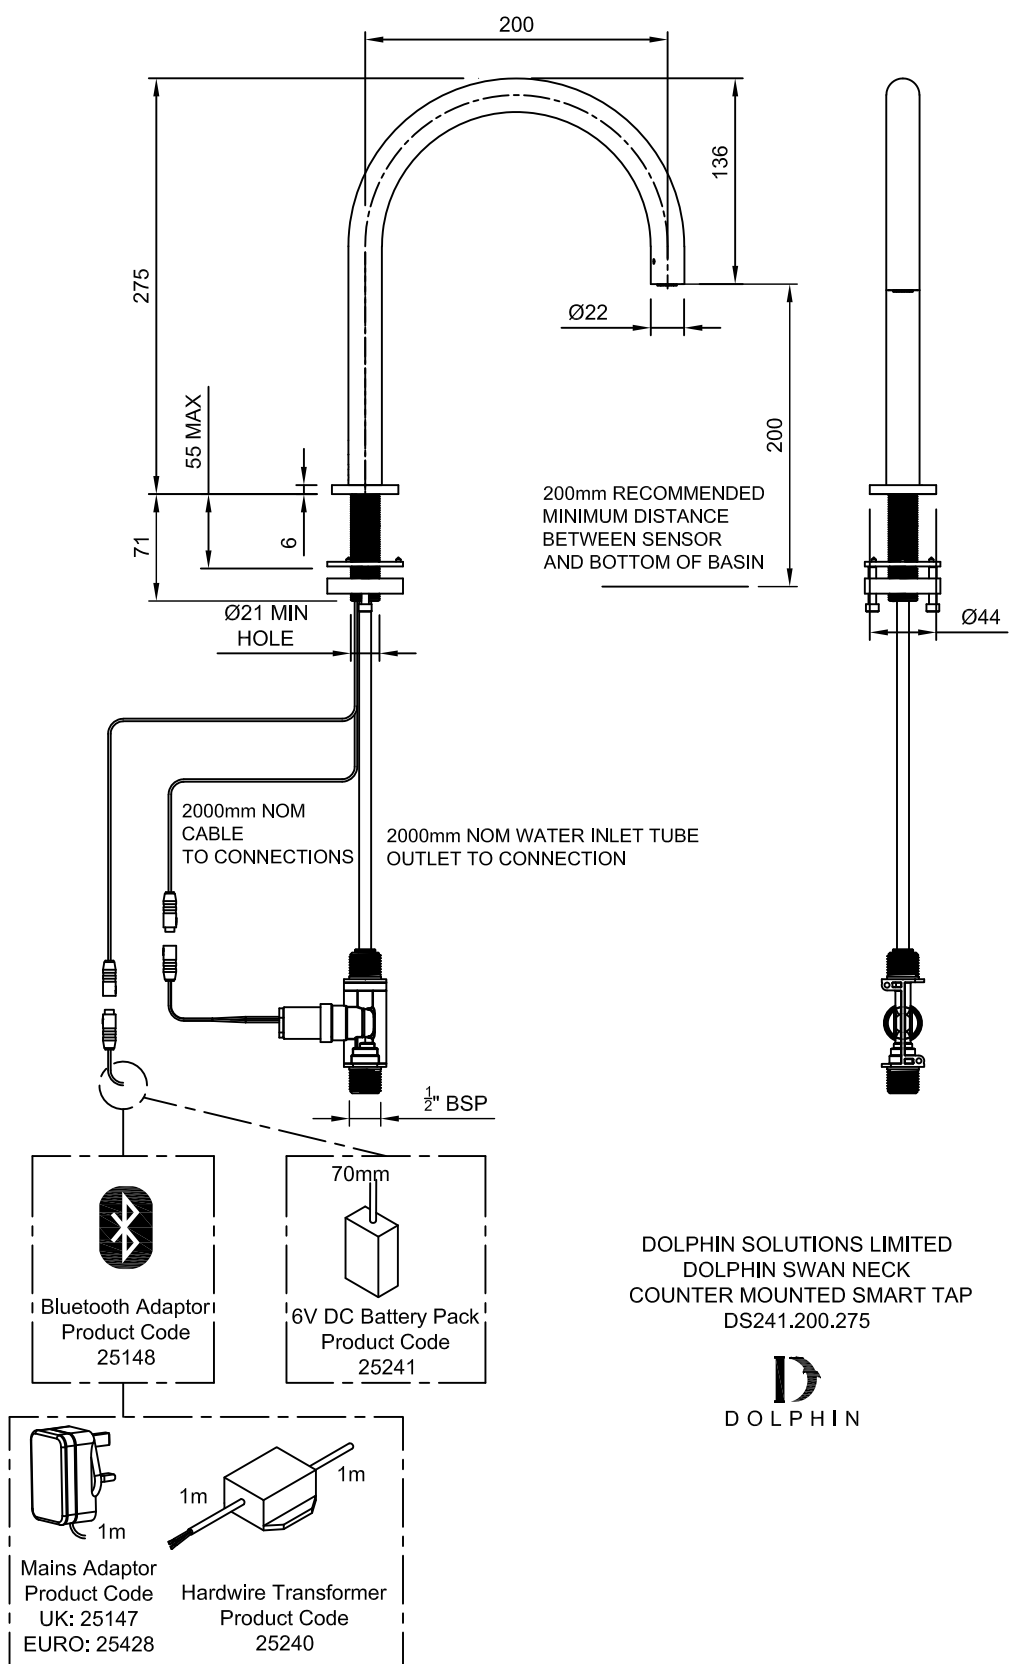 200
275
136
Ø22
200
55 MAX
6
71
200mm RECOMMENDED
MINIMUM DISTANCE
BETWEEN SENSOR
AND BOTTOM OF BASIN
Ø21 MIN
HOLE
Ø44
2000mm NOM
CABLE
TO CONNECTIONS
2000mm NOM WATER INLET TUBE
OUTLET TO CONNECTION
1/2" BSP
Bluetooth Adaptor
Product Code
25148
70mm
6V DC Battery Pack
Product Code
25241
DOLPHIN SOLUTIONS LIMITED
DOLPHIN SWAN NECK
COUNTER MOUNTED SMART TAP
DS241.200.275
DOLPHIN
1m
Mains Adaptor
Product Code
UK: 25147
EURO: 25428
1m
1m
Hardwire Transformer
Product Code
25240